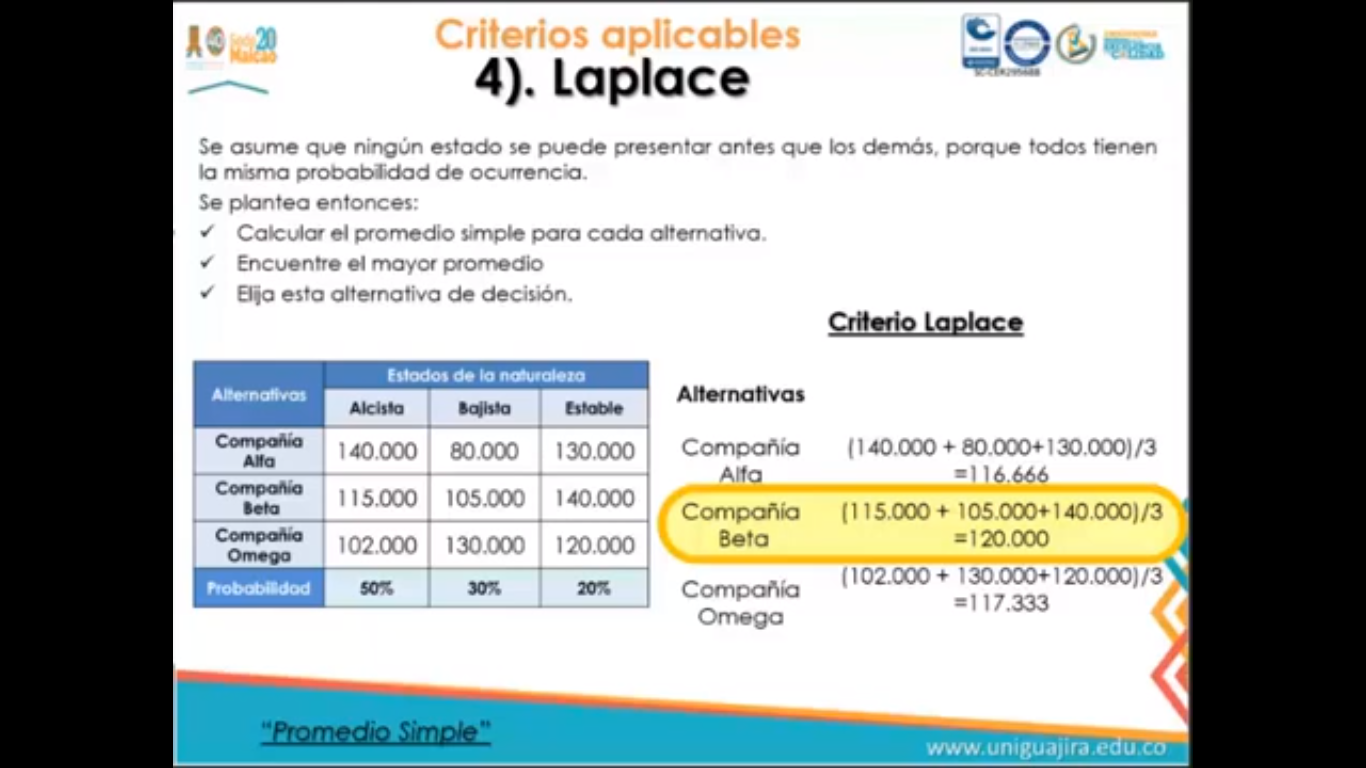 Criterios aplicables
4). Laplace
SC-CER295688
Se asume que ningún estado se puede presentar antes que los demás, porque todos tienen
la misma probabilidad de ocurrencia.
Se plantea entonces:
✓ Calcular el promedio simple para cada alternativa.
✓ Encuentre el mayor promedio
✓ Elija esta alternativa de decisión.
Criterio Laplace
Alternativas
Estados de la naturaleza
Alcista Bajista Estable
Compañía
Alfa
140.000 80.000 130.000
Compañía
Beta
115.000 105.000 140.000
Compañía
Omega
102.000 130.000 120.000
Probabilidad 50% 30% 20%
Alternativas
Compañía
Alfa
(140.000 + 80.000+130.000)/3
=116.666
Compañía
Beta
(115.000 + 105.000+140.000)/3
=120.000
Compañía
Omega
(102.000 + 130.000+120.000)/3
=117.333
“Promedio Simple”
www.uniguajira.edu.co